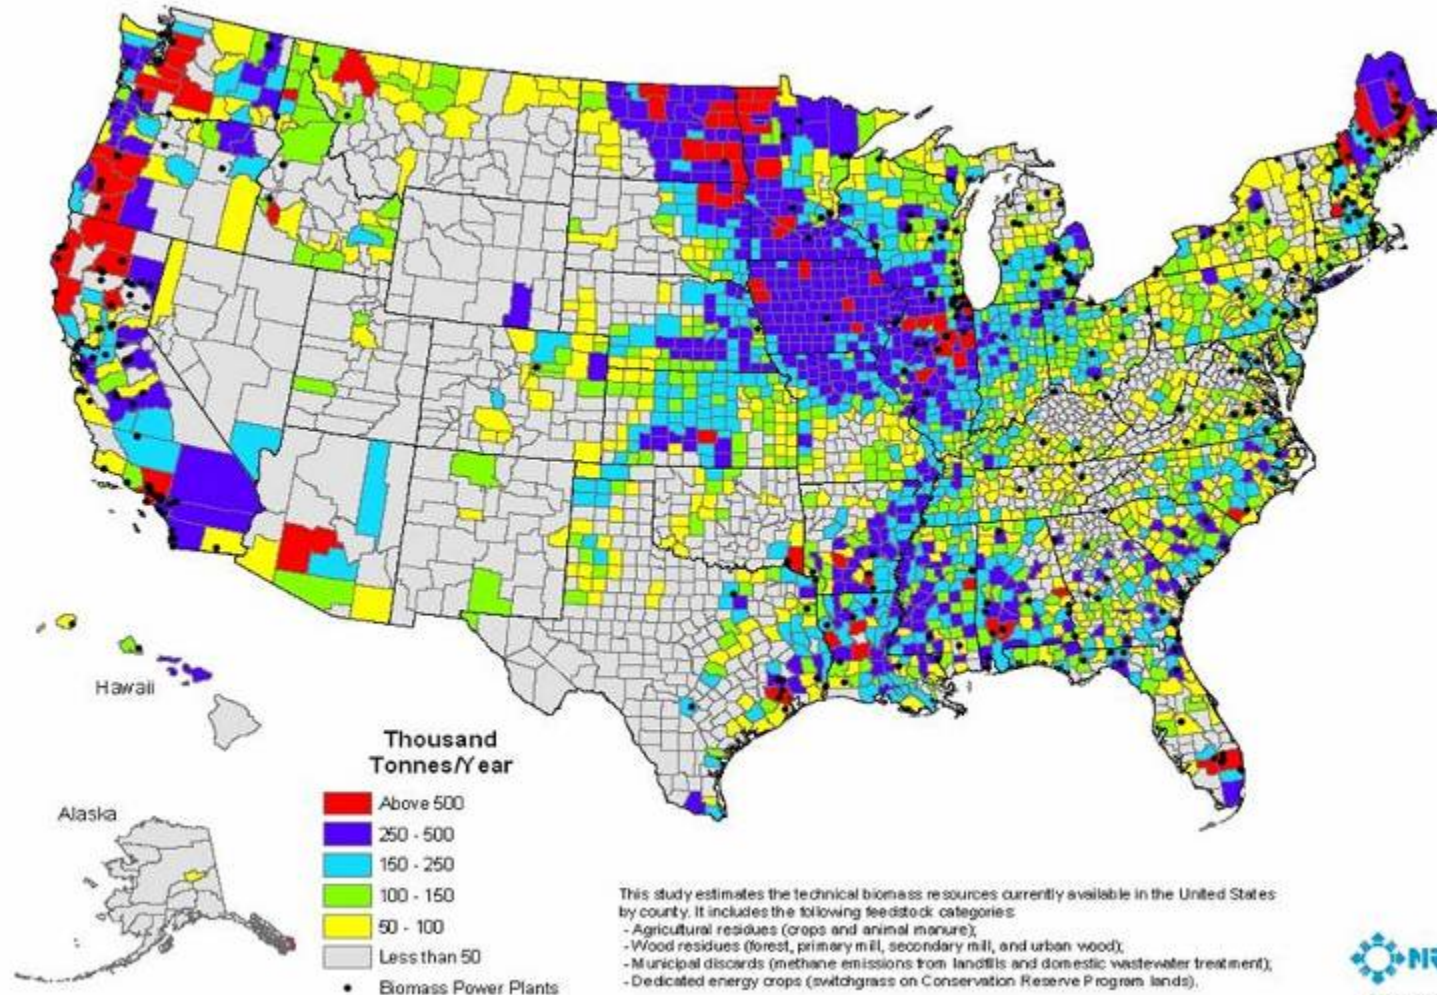 Hawaii
Thousand
Tonnes/Year
Alaska
Above 500
250 - 500
150 - 250
100 - 150
50 - 100
Less than 50
Biomass Power Plants
This study estimates the technical biomass resources currently available in the United States
by county. It includes the following feedstock categories:
- Agricultural residues (crops and animal manure);
- Wood residues (forest, primary mill, secondary mill, and urban wood);
- Municipal discards (methane emissions from landfills and domestic wastewater treatment);
- Dedicated energy crops (switchgrass on Conservation Reserve Program lands).